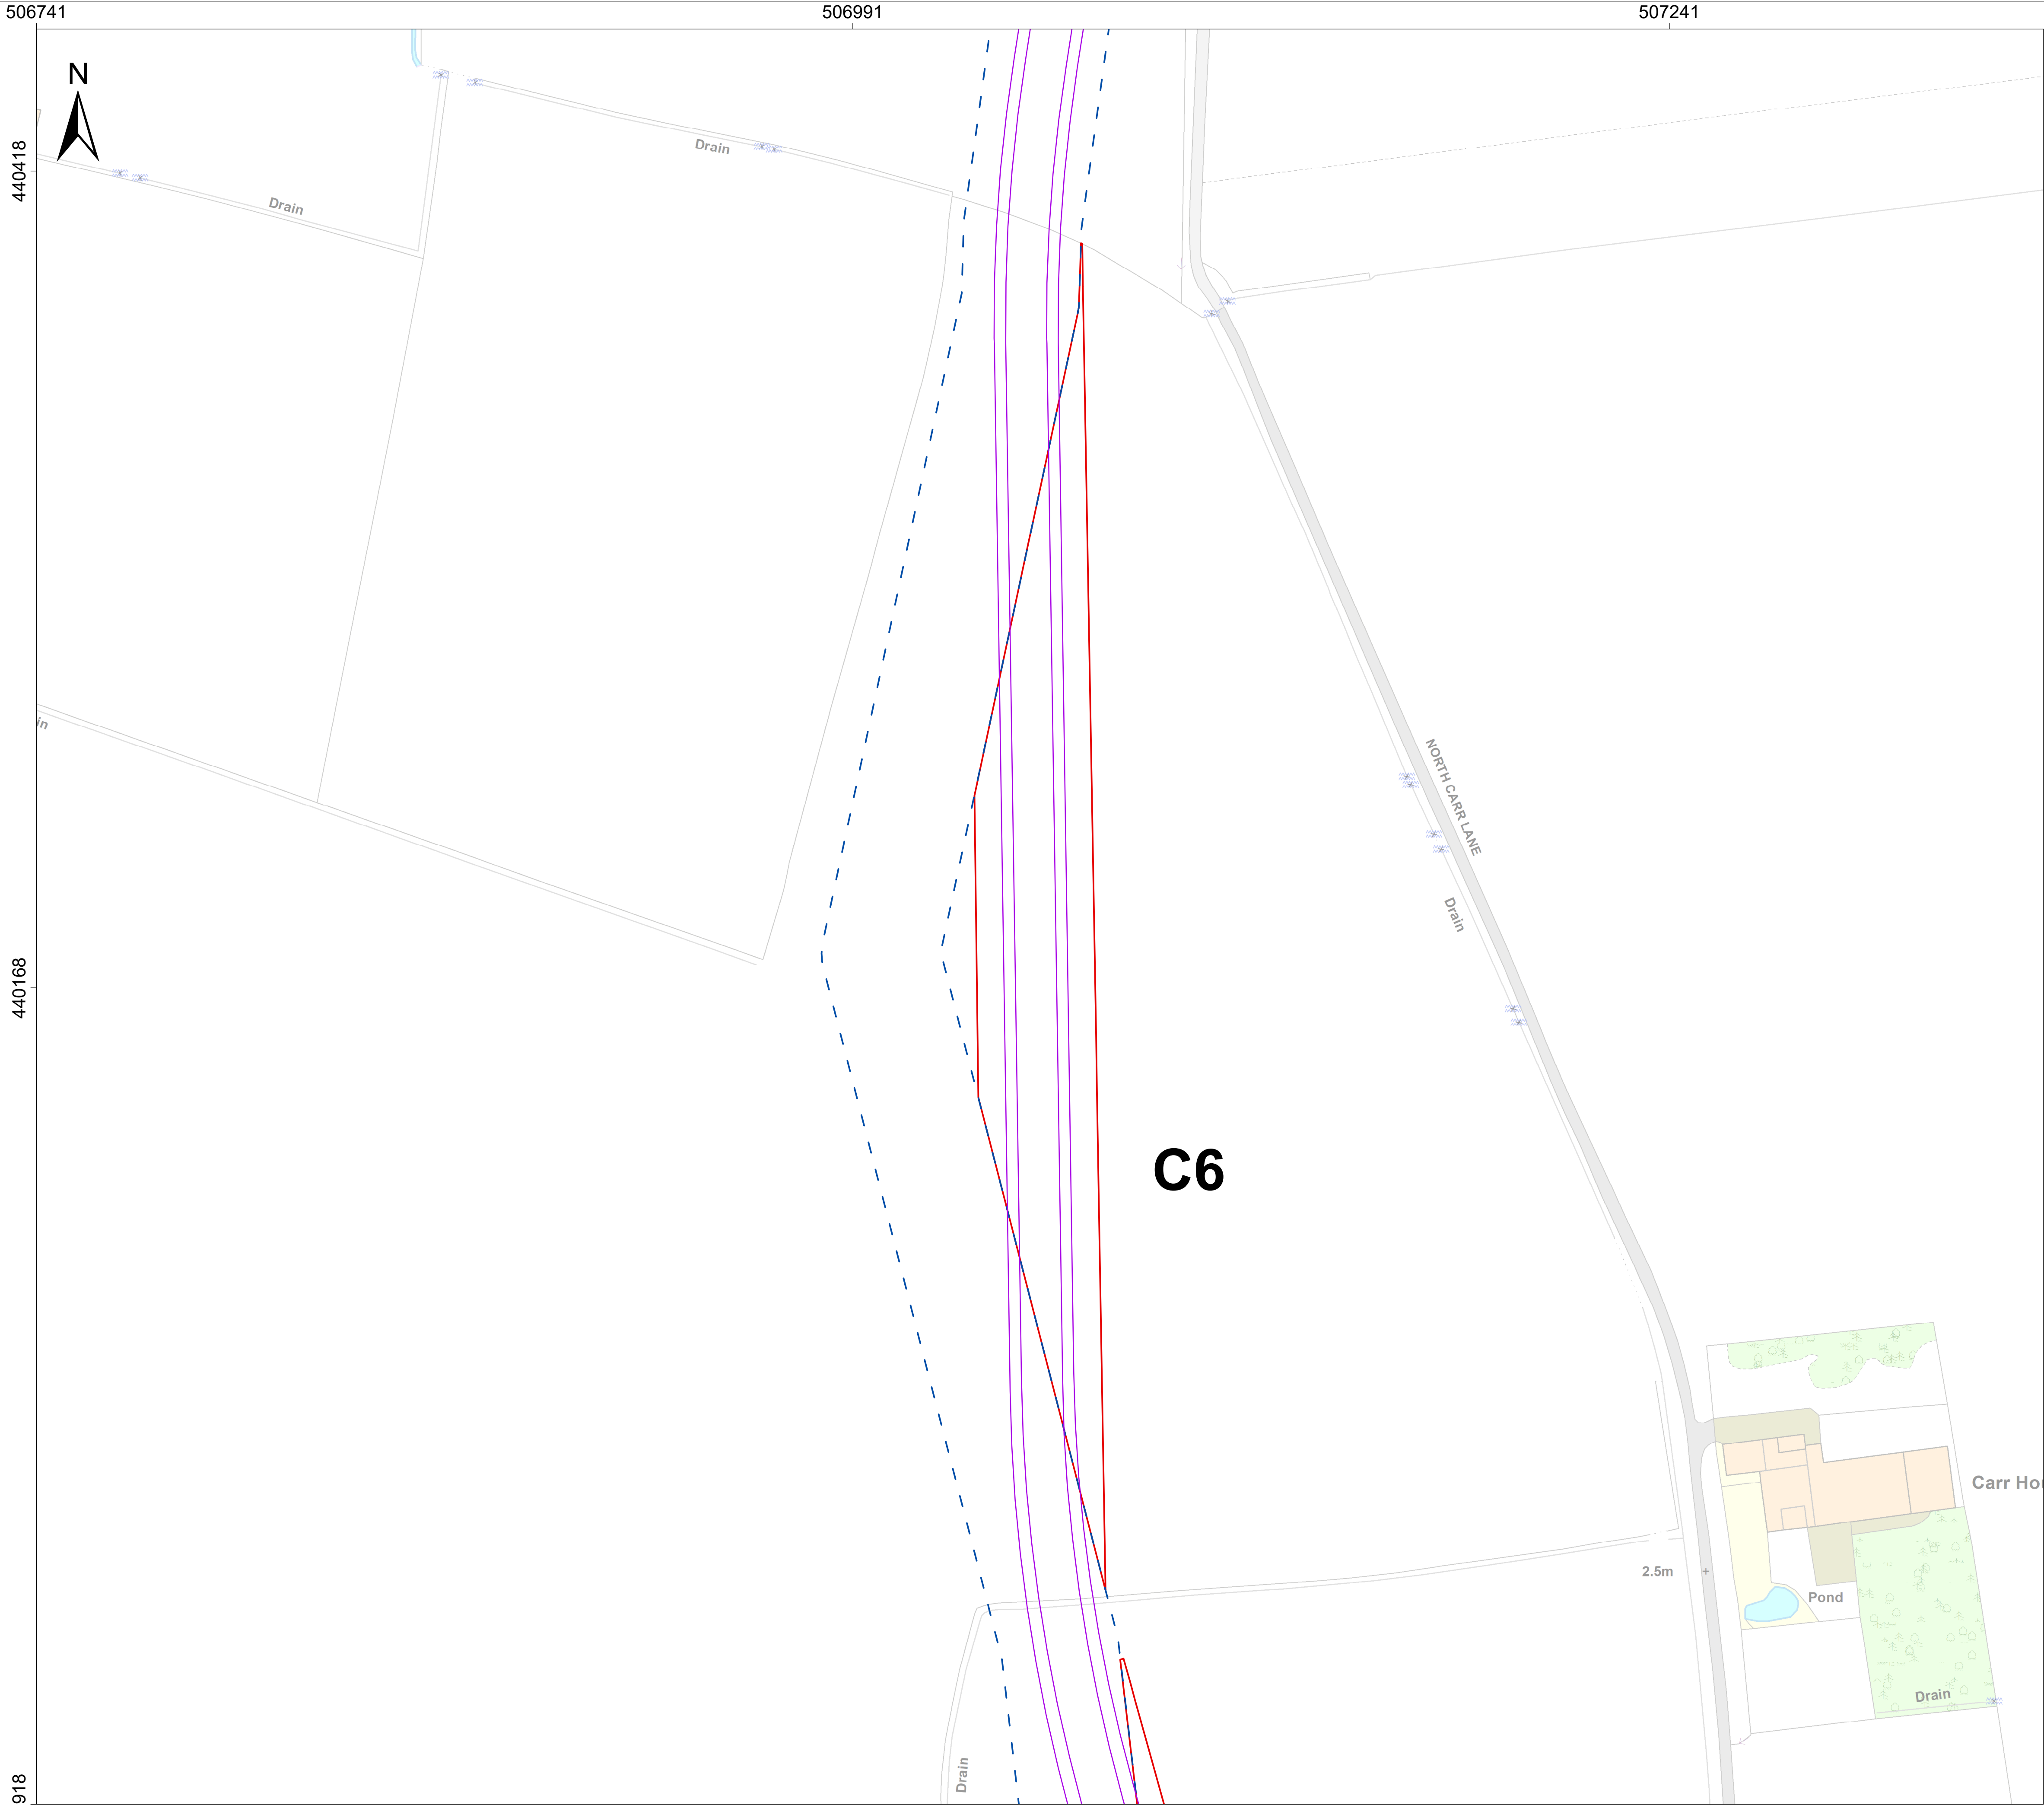 506741
506991
507241
N
440418
Drain
Drain
in
NORTH CARR LANE
Drain
440168
C6
Carr Ho
2.5m
Pond
Drain
Drain
918